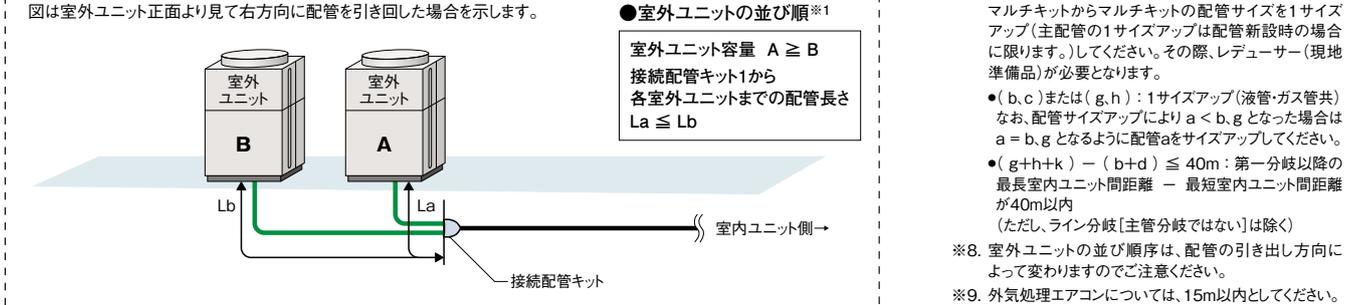 図は室外ユニット正面より見て右方向に配管を引き回した場合を示します。
●室外ユニットの並び順※1
室外ユニット容量 A ≧ B
接続配管キット1から
各室外ユニットまでの配管長さ
La ≦ Lb
室外
ユニット
B
室外
ユニット
A
Lb
La
室内ユニット側→
接続配管キット
マルチキットからマルチキットの配管サイズを1サイズ
アップ(主配管の1サイズアップは配管新設時の場合
に限ります。)してください。その際、レデューサー(現地
準備品)が必要となります。
●( b、c )または( g、h ) : 1サイズアップ(液管・ガス管共)
なお、配管サイズアップにより a < b、g となった場合は
a = b、g となるように配管aをサイズアップしてください。
●( g+h+k ) − ( b+d ) ≦ 40m : 第一分岐以降の
最長室内ユニット間距離 − 最短室内ユニット間距離
が40m以内
(ただし、ライン分岐[主管分岐ではない]は除く)
※8. 室外ユニットの並び順序は、配管の引き出し方向に
よって変わりますのでご注意ください。
※9. 外気処理エアコンについては、15m以内としてください。